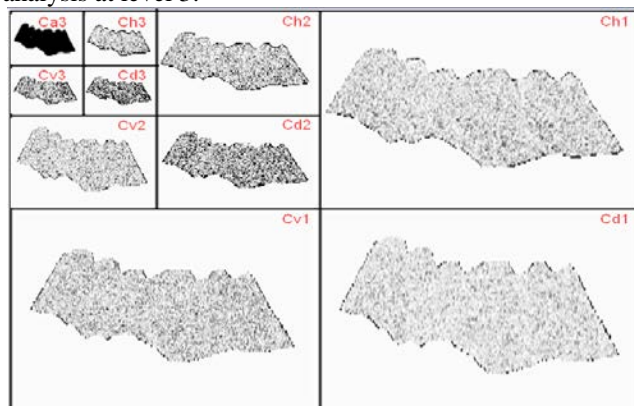 analysis at level 3.
Ca3 Ch3 Ch2 Ch1
Cv3 Cd3
Cv2 Cd2
Cv1 Cd1